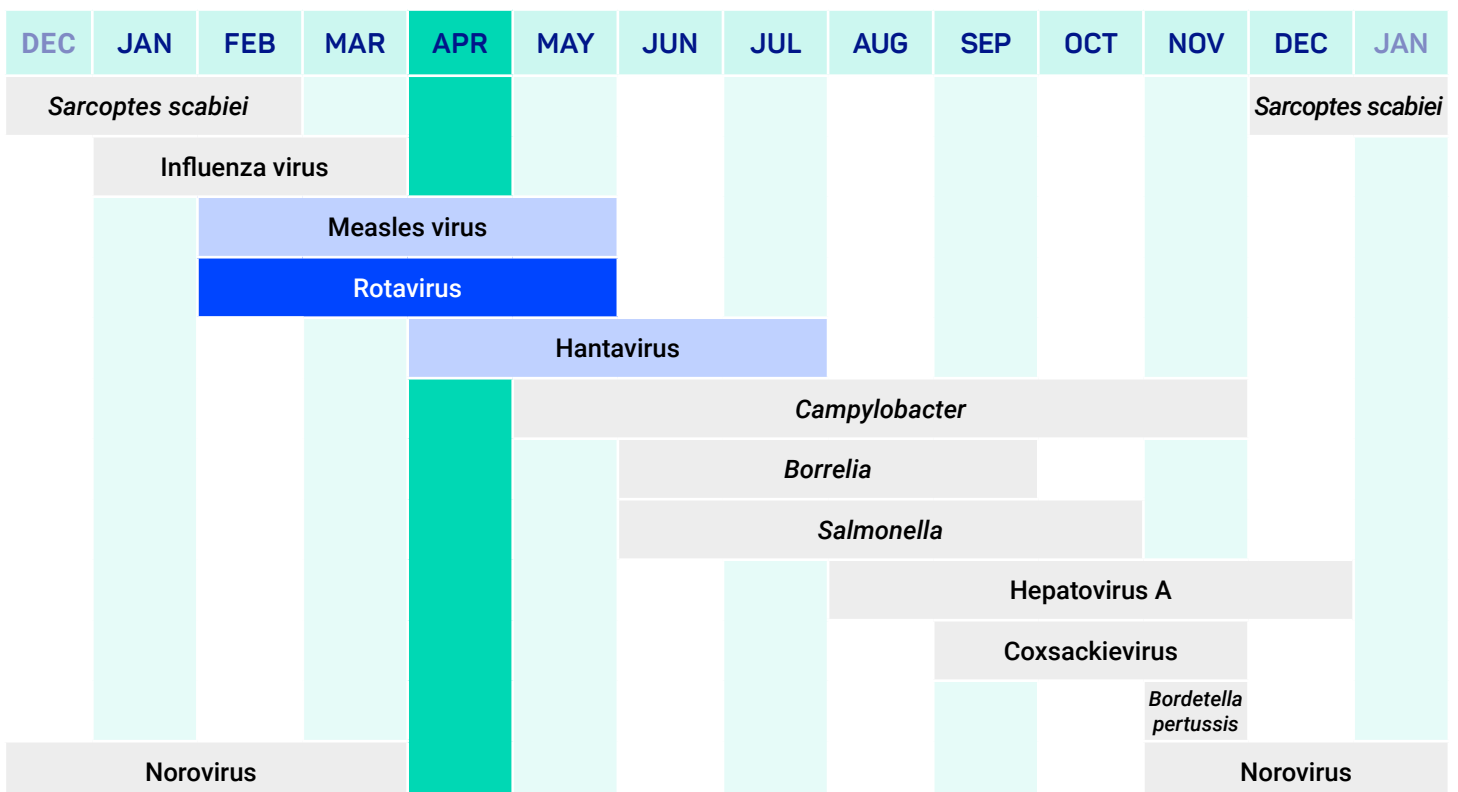 DEC JAN FEB MAR APR MAY JUN JUL AUG SEP OCT NOV DEC JAN
Sarcoptes scabiei Sarcoptes scabiei
Influenza virus
Measles virus
Rotavirus
Hantavirus
Campylobacter
Borrelia
Salmonella
Hepatovirus A
Coxsackievirus
Bordetella
pertussis
Norovirus Norovirus